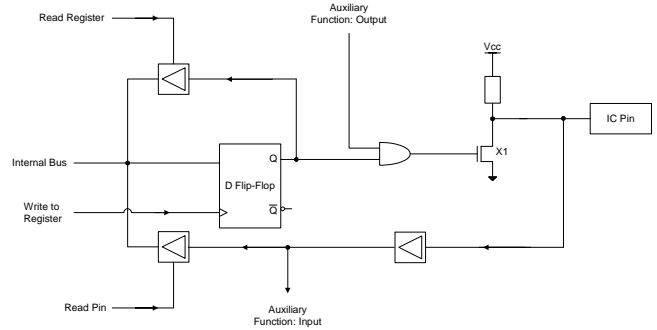 Read Register
Auxiliary
Function: Output
Vcc
IC Pin
X1
Q
Internal Bus
D Flip-Flop
Write to
Register
Q
Read Pin
Auxiliary
Function: Input